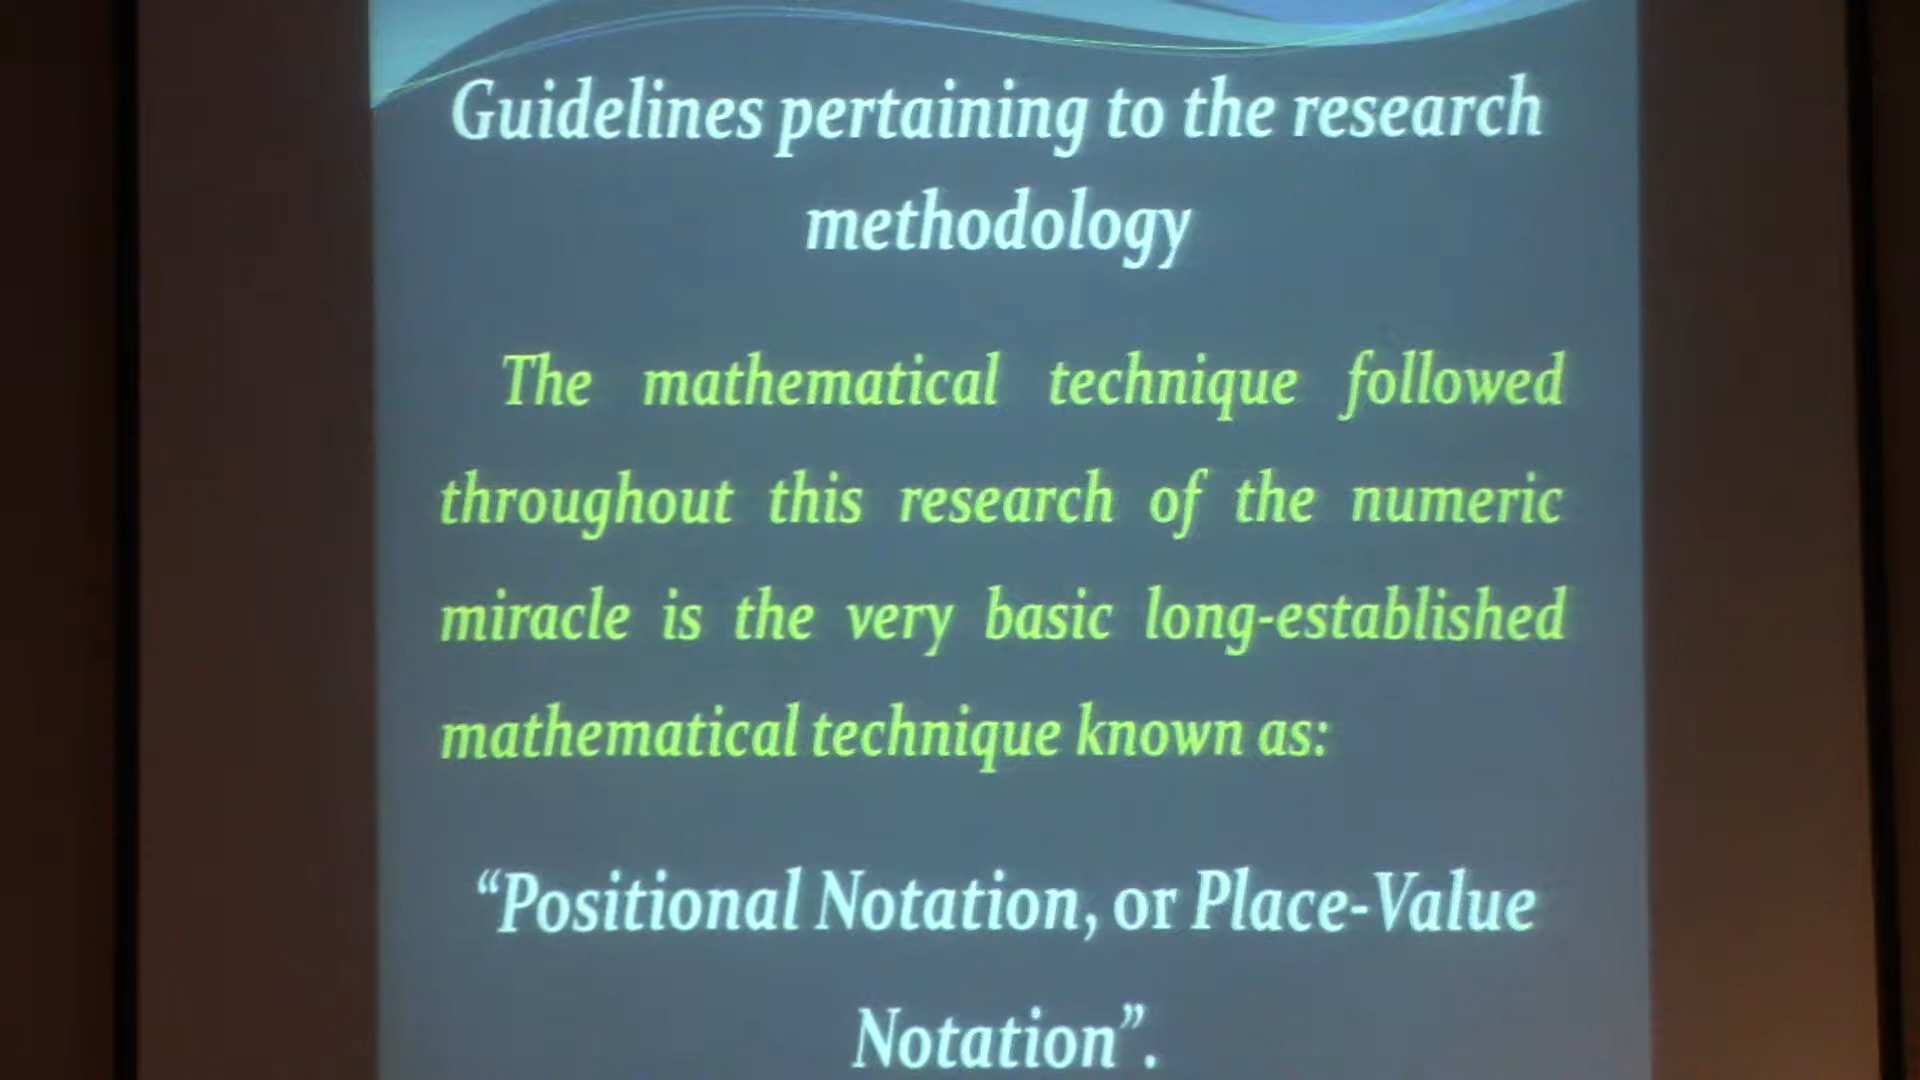 Guidelines pertaining to the research
methodology
The mathematical technique followed
throughout this research of the numeric
miracle is the very basic long-established
mathematical technique known as:
“Positional Notation, or Place-Value
Notation”.